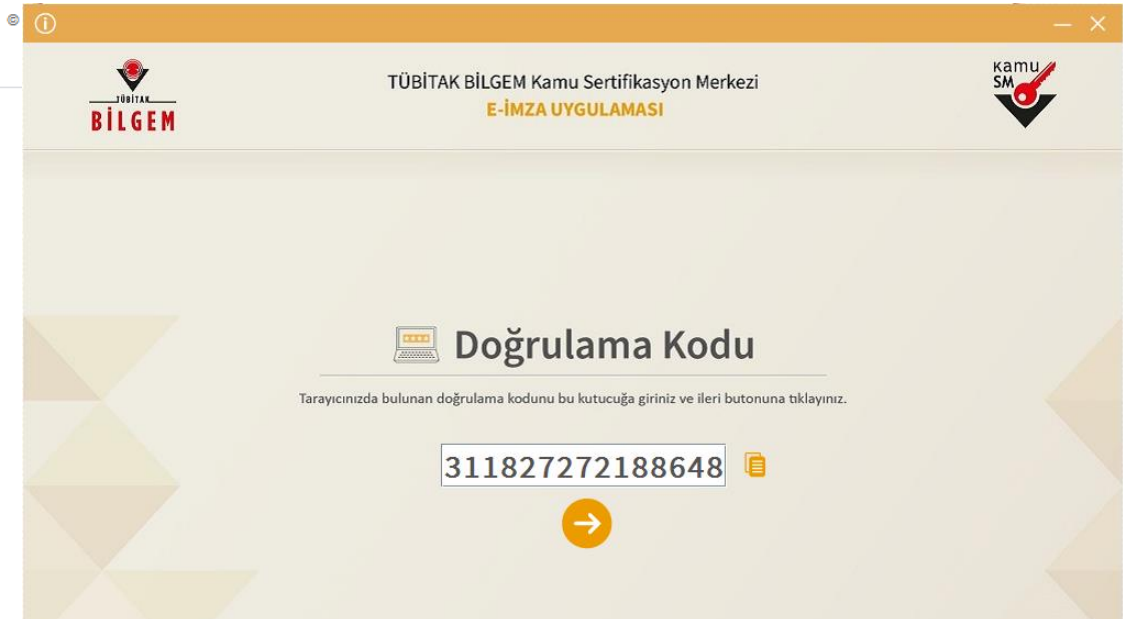 ©
TÜBİTAK
BİLGEM
TÜBİTAK BİLGEM Kamu Sertifikasyon Merkezi
E-İMZA UYGULAMASI
Kamu
SM
Doğrulama Kodu
Tarayıcınızda bulunan doğrulama kodunu bu kutucuğa giriniz ve ileri butonuna tıklayınız.
311827272188648